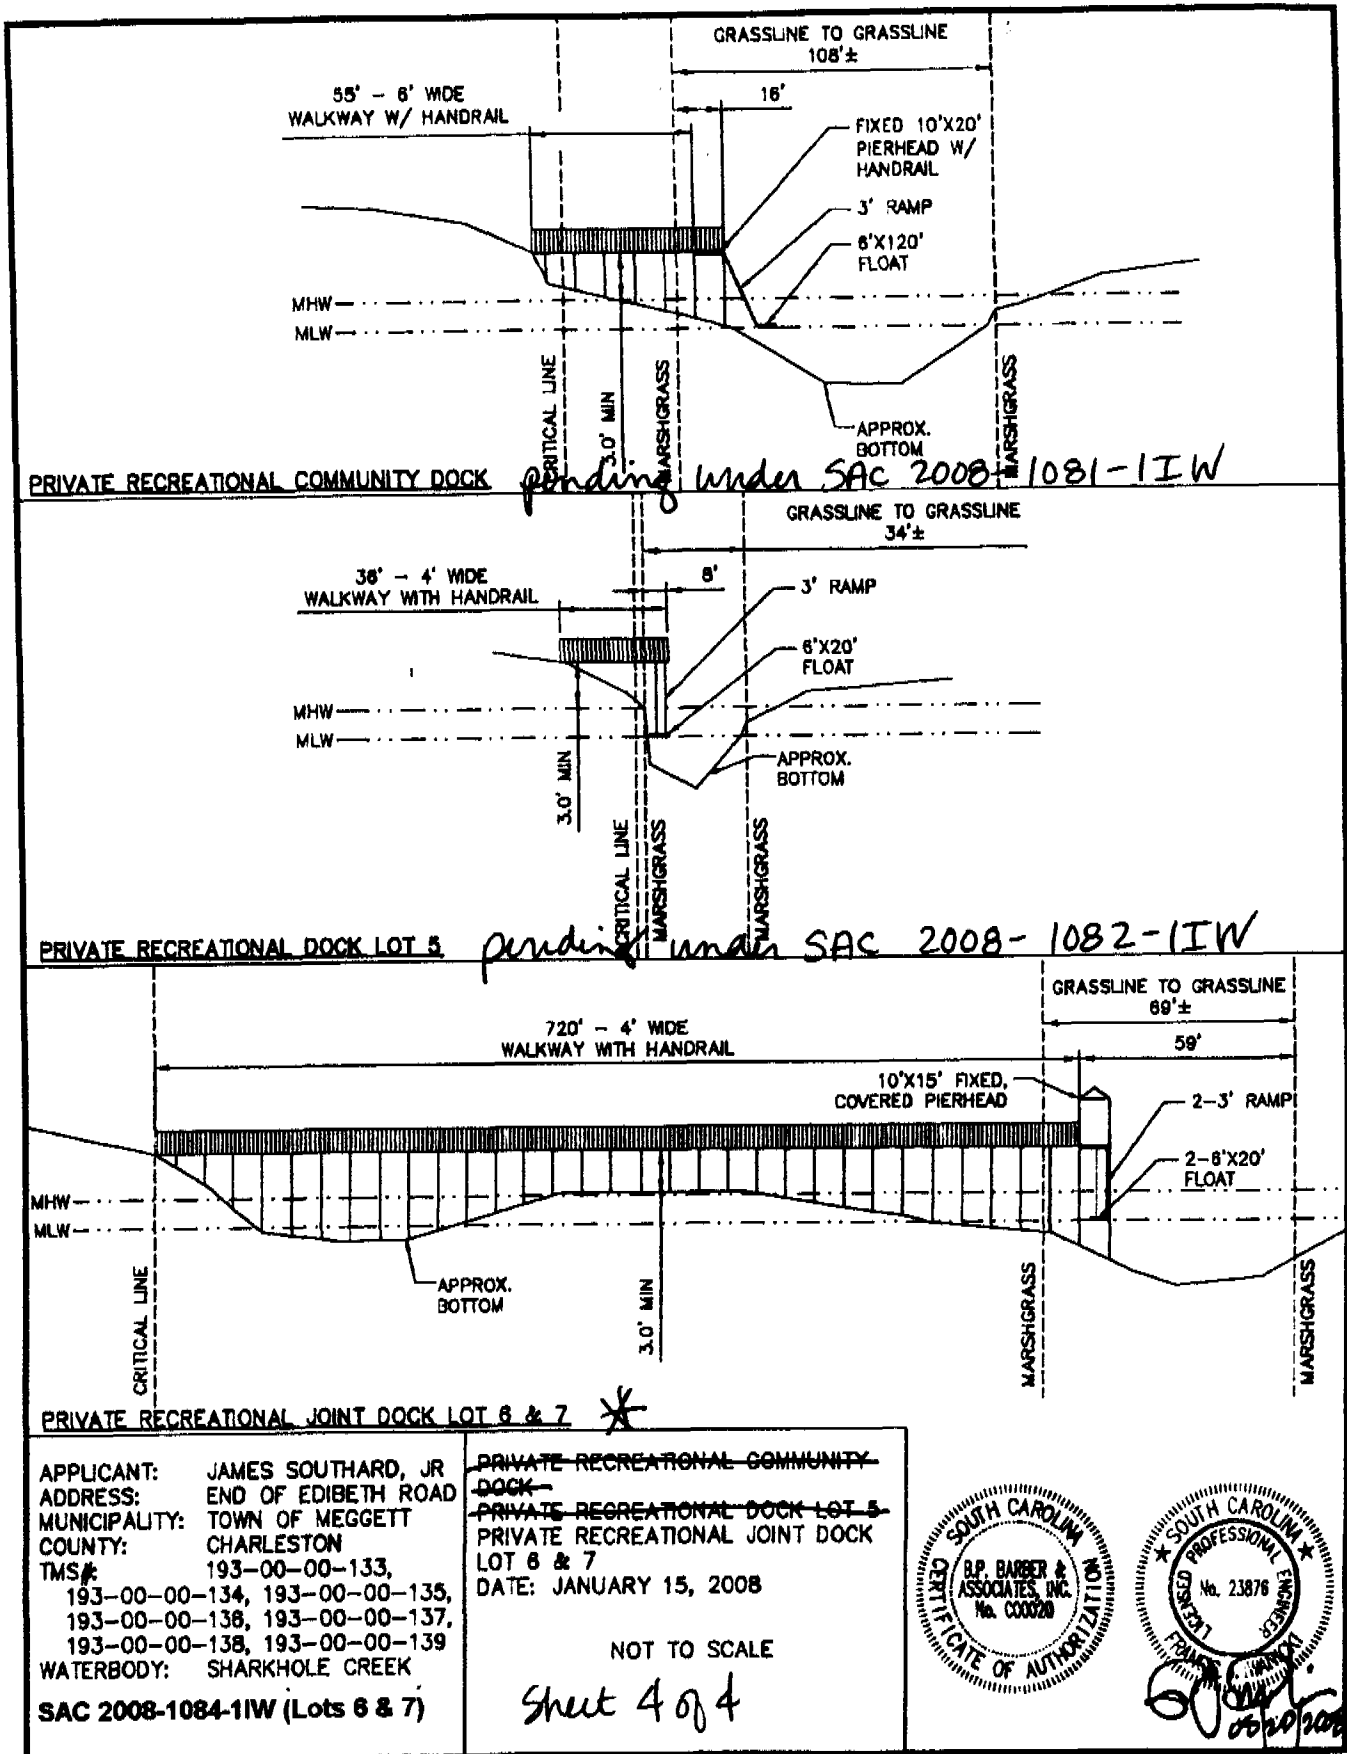 GRASSLINE TO GRASSLINE
108'±
55' - 6' WIDE
WALKWAY W/ HANDRAIL
16'
FIXED 10'X20'
PIERHEAD W/
HANDRAIL
3' RAMP
6'X120'
FLOAT
MHW
MLW
CRITICAL LINE
3.0' MIN
MARSHGRASS
APPROX.
BOTTOM
MARSHGRASS
PRIVATE RECREATIONAL COMMUNITY DOCK pending under SAC 2008-1081-1IW
GRASSLINE TO GRASSLINE
34'±
36' - 4' WIDE
WALKWAY WITH HANDRAIL
8'
3' RAMP
6'X20'
FLOAT
MHW
MLW
3.0' MIN
APPROX.
BOTTOM
CRITICAL LINE
MARSHGRASS
MARSHGRASS
PRIVATE RECREATIONAL DOCK LOT 5 pending under SAC 2008-1082-1IW
GRASSLINE TO GRASSLINE
69'±
720' - 4' WIDE
WALKWAY WITH HANDRAIL
59'
10'X15' FIXED,
COVERED PIERHEAD
2-3' RAMP
2-6'X20'
FLOAT
MHW
MLW
CRITICAL LINE
APPROX.
BOTTOM
3.0' MIN
MARSHGRASS
MARSHGRASS
PRIVATE RECREATIONAL JOINT DOCK LOT 6 & 7
APPLICANT: JAMES SOUTHARD, JR
ADDRESS: END OF EDIBETH ROAD
MUNICIPALITY: TOWN OF MEGGETT
COUNTY: CHARLESTON
TMS#: 193-00-00-133,
193-00-00-134, 193-00-00-135,
193-00-00-136, 193-00-00-137,
193-00-00-138, 193-00-00-139
WATERBODY: SHARKHOLE CREEK
SAC 2008-1084-1IW (Lots 6 & 7)
PRIVATE RECREATIONAL COMMUNITY
DOCK
PRIVATE RECREATIONAL DOCK LOT 5
PRIVATE RECREATIONAL JOINT DOCK
LOT 6 & 7
DATE: JANUARY 15, 2008
NOT TO SCALE
Sheet 4 of 4
SOUTH CAROLINA
B.P. BARBER &
ASSOCIATES, INC.
No. C00020
CERTIFICATE OF AUTHORIZATION
SOUTH CAROLINA
LICENSED PROFESSIONAL ENGINEER
No. 23876